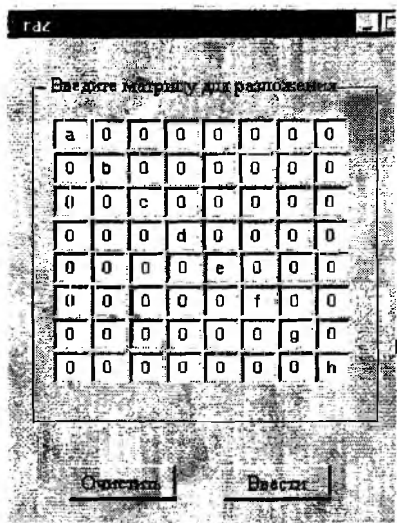 raz
Введите матрицу для разложения
a 0 0 0 0 0 0 0
0 b 0 0 0 0 0 0
0 0 c 0 0 0 0 0
0 0 0 d 0 0 0 0
0 0 0 0 e 0 0 0
0 0 0 0 0 f 0 0
0 0 0 0 0 0 g 0
0 0 0 0 0 0 0 h
Очистить Ввести